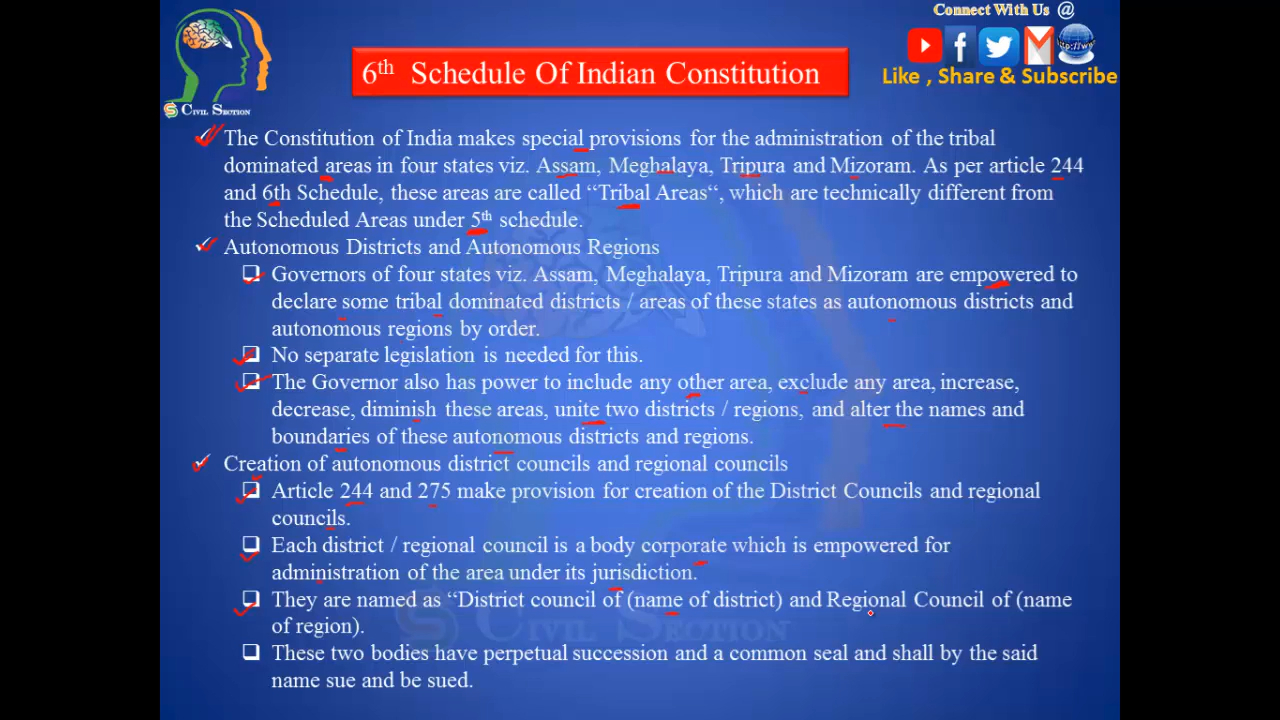 Connect With Us @
http://ww
Like , Share & Subscribe
S CIVIL SECTION
6th Schedule Of Indian Constitution
The Constitution of India makes special provisions for the administration of the tribal
dominated areas in four states viz. Assam, Meghalaya, Tripura and Mizoram. As per article 244
and 6th Schedule, these areas are called “Tribal Areas“, which are technically different from
the Scheduled Areas under 5th schedule.
Autonomous Districts and Autonomous Regions
Governors of four states viz. Assam, Meghalaya, Tripura and Mizoram are empowered to
declare some tribal dominated districts / areas of these states as autonomous districts and
autonomous regions by order.
No separate legislation is needed for this.
The Governor also has power to include any other area, exclude any area, increase,
decrease, diminish these areas, unite two districts / regions, and alter the names and
boundaries of these autonomous districts and regions.
Creation of autonomous district councils and regional councils
Article 244 and 275 make provision for creation of the District Councils and regional
councils.
Each district / regional council is a body corporate which is empowered for
administration of the area under its jurisdiction.
They are named as “District council of (name of district) and Regional Council of (name
of region).
CIVIL SECTION
These two bodies have perpetual succession and a common seal and shall by the said
name sue and be sued.